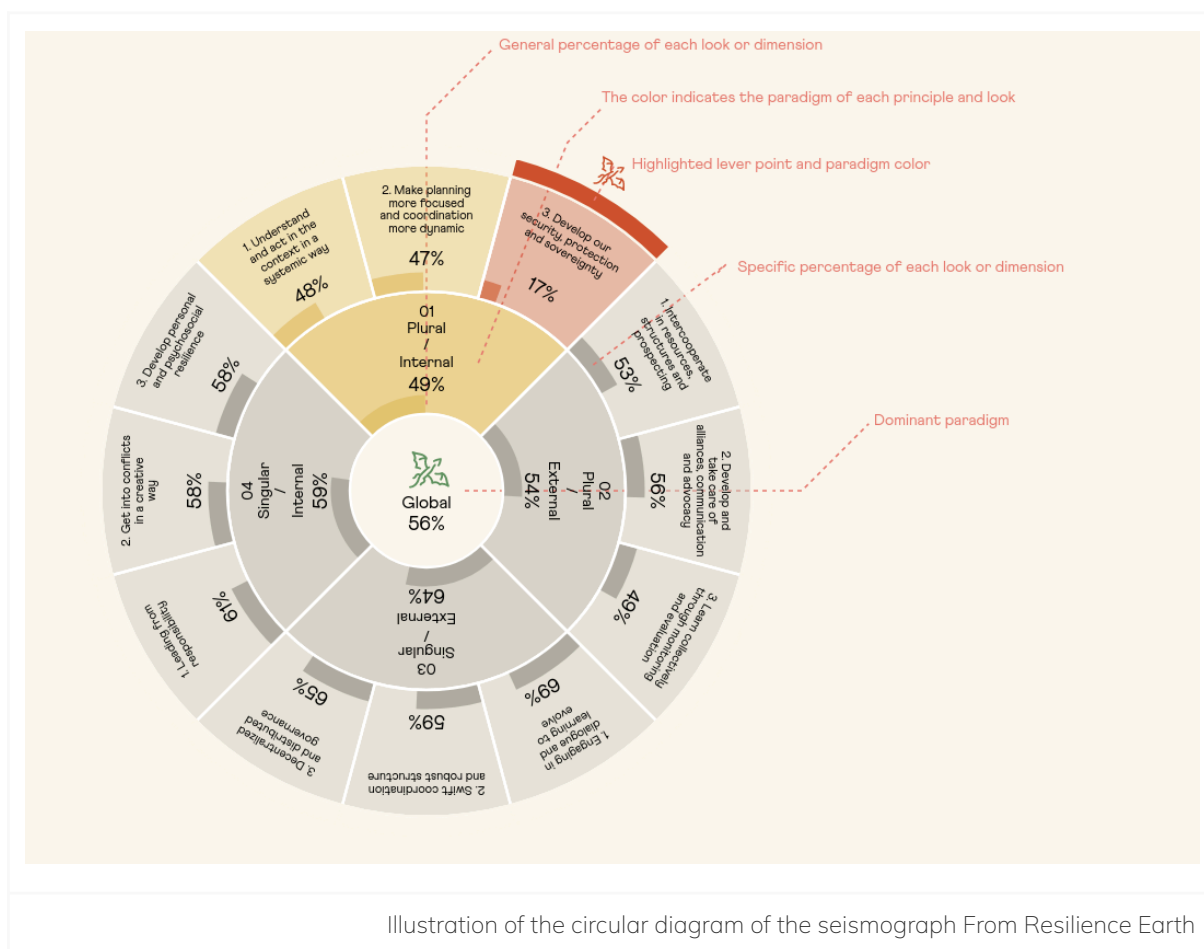 General percentage of each look or dimension
The color indicates the paradigm of each principle and look
Highlighted lever point and paradigm color
Specific percentage of each look or dimension
Dominant paradigm
1. Understand
and act in the
context in a
systemic way
48%
2. Make planning
more focused
and coordination
more dynamic
47%
3. Develop our
security, protection
and sovereignty
17%
01
Plural
/
Internal
49%
1. Intercooperate
in resources,
structures and
prospecting
53%
2. Develop and
take care of
alliances, communication
and advocacy
56%
3. Learn collectively
through monitoring
and evaluation
49%
02
Plural
/
External
54%
1. Engaging in
dialogue and
learning to
evolve
69%
2. Swift coordination
and robust structure
59%
3. Decentralized
and distributed
governance
65%
03
Singular
/
External
64%
1. Leading from
responsibility
61%
2. Get into conflicts
in a creative
way
58%
3. Develop personal
and psychosocial
resilience
58%
04
Singular
/
Internal
59%
Global
56%
Illustration of the circular diagram of the seismograph From Resilience Earth